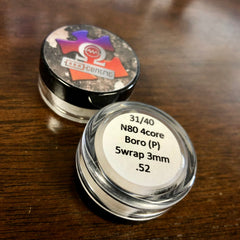 31/40
N80 4core
Boro (P)
5wrap 3mm
.52